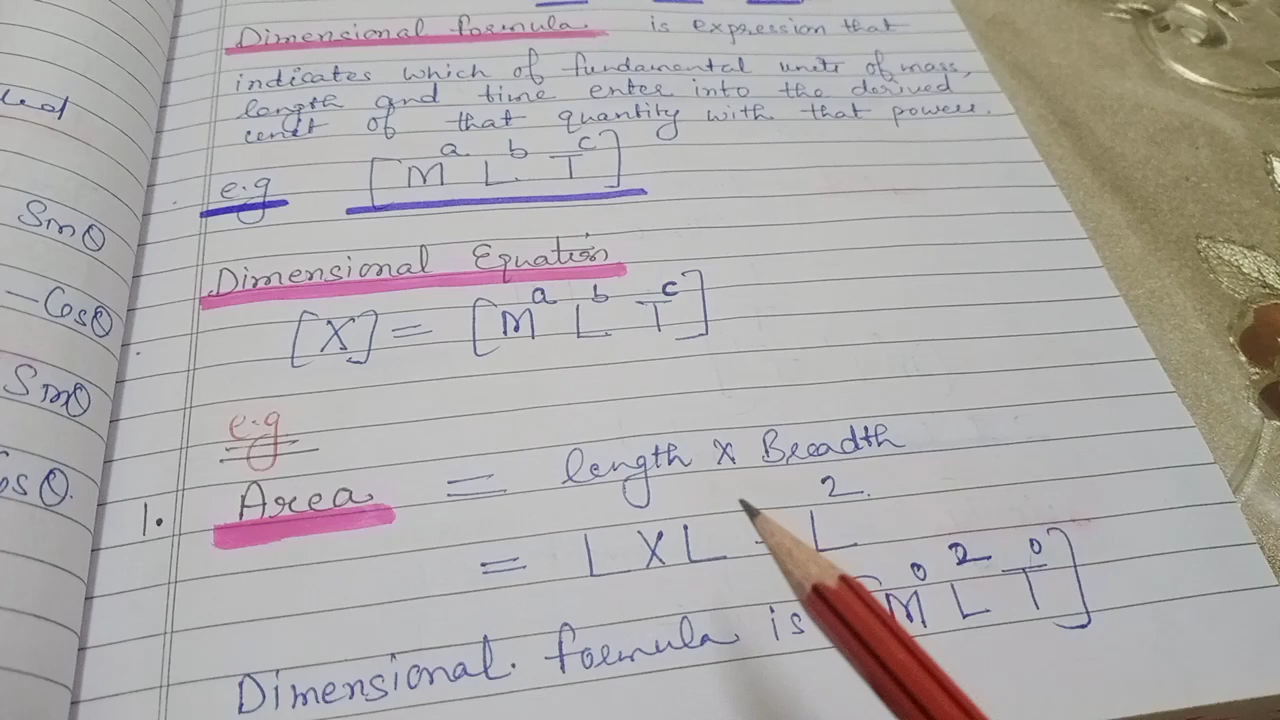 Dimensional formula is expression that
indicates which of fundamental units of mass,
length and time enter into the derived
unit of that quantity with that powers.
e.g [M^a L^b T^c]
Dimensional Equation
[X] = [M^a L^b T^c]
e.g
1. Area = length x Breadth
= L X L = L^2
Dimensional formula is [M^0 L^2 T^0]
Sinθ
-Cosθ
Sinθ
Cosθ.